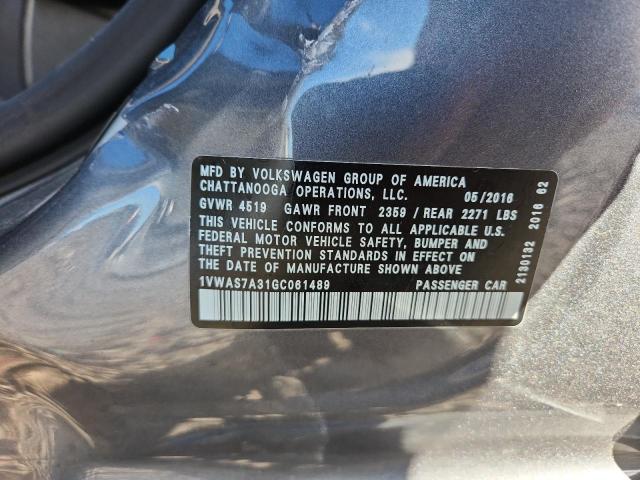 MFD BY VOLKSWAGEN GROUP OF AMERICA
CHATTANOOGA OPERATIONS, LLC. 05/2016
GVWR 4519 GAWR FRONT 2359 / REAR 2271 LBS
THIS VEHICLE CONFORMS TO ALL APPLICABLE U.S.
FEDERAL MOTOR VEHICLE SAFETY, BUMPER AND
THEFT PREVENTION STANDARDS IN EFFECT ON
THE DATE OF MANUFACTURE SHOWN ABOVE.
1VWAS7A31GC061489 PASSENGER CAR
2130132 2016 62